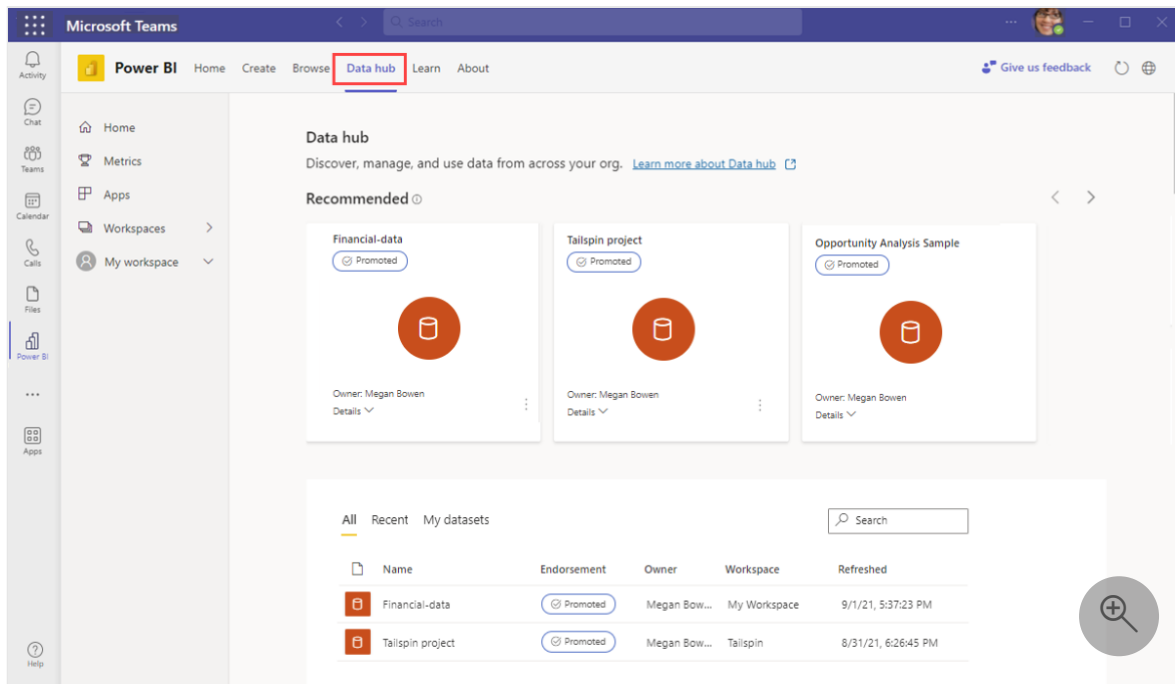 Microsoft Teams
Search
Activity
Chat
Teams
Calendar
Calls
Files
Power BI
Apps
Help
Power BI Home Create Browse Data hub Learn About Give us feedback
Home
Metrics
Apps
Workspaces
My workspace
Data hub
Discover, manage, and use data from across your org. Learn more about Data hub
Recommended
Financial-data
Promoted
Owner: Megan Bowen
Details
Tailspin project
Promoted
Owner: Megan Bowen
Details
Opportunity Analysis Sample
Promoted
Owner: Megan Bowen
Details
All Recent My datasets
Search
Name Endorsement Owner Workspace Refreshed
Financial-data Promoted Megan Bow... My Workspace 9/1/21, 5:37:23 PM
Tailspin project Promoted Megan Bow... Tailspin 8/31/21, 6:26:45 PM